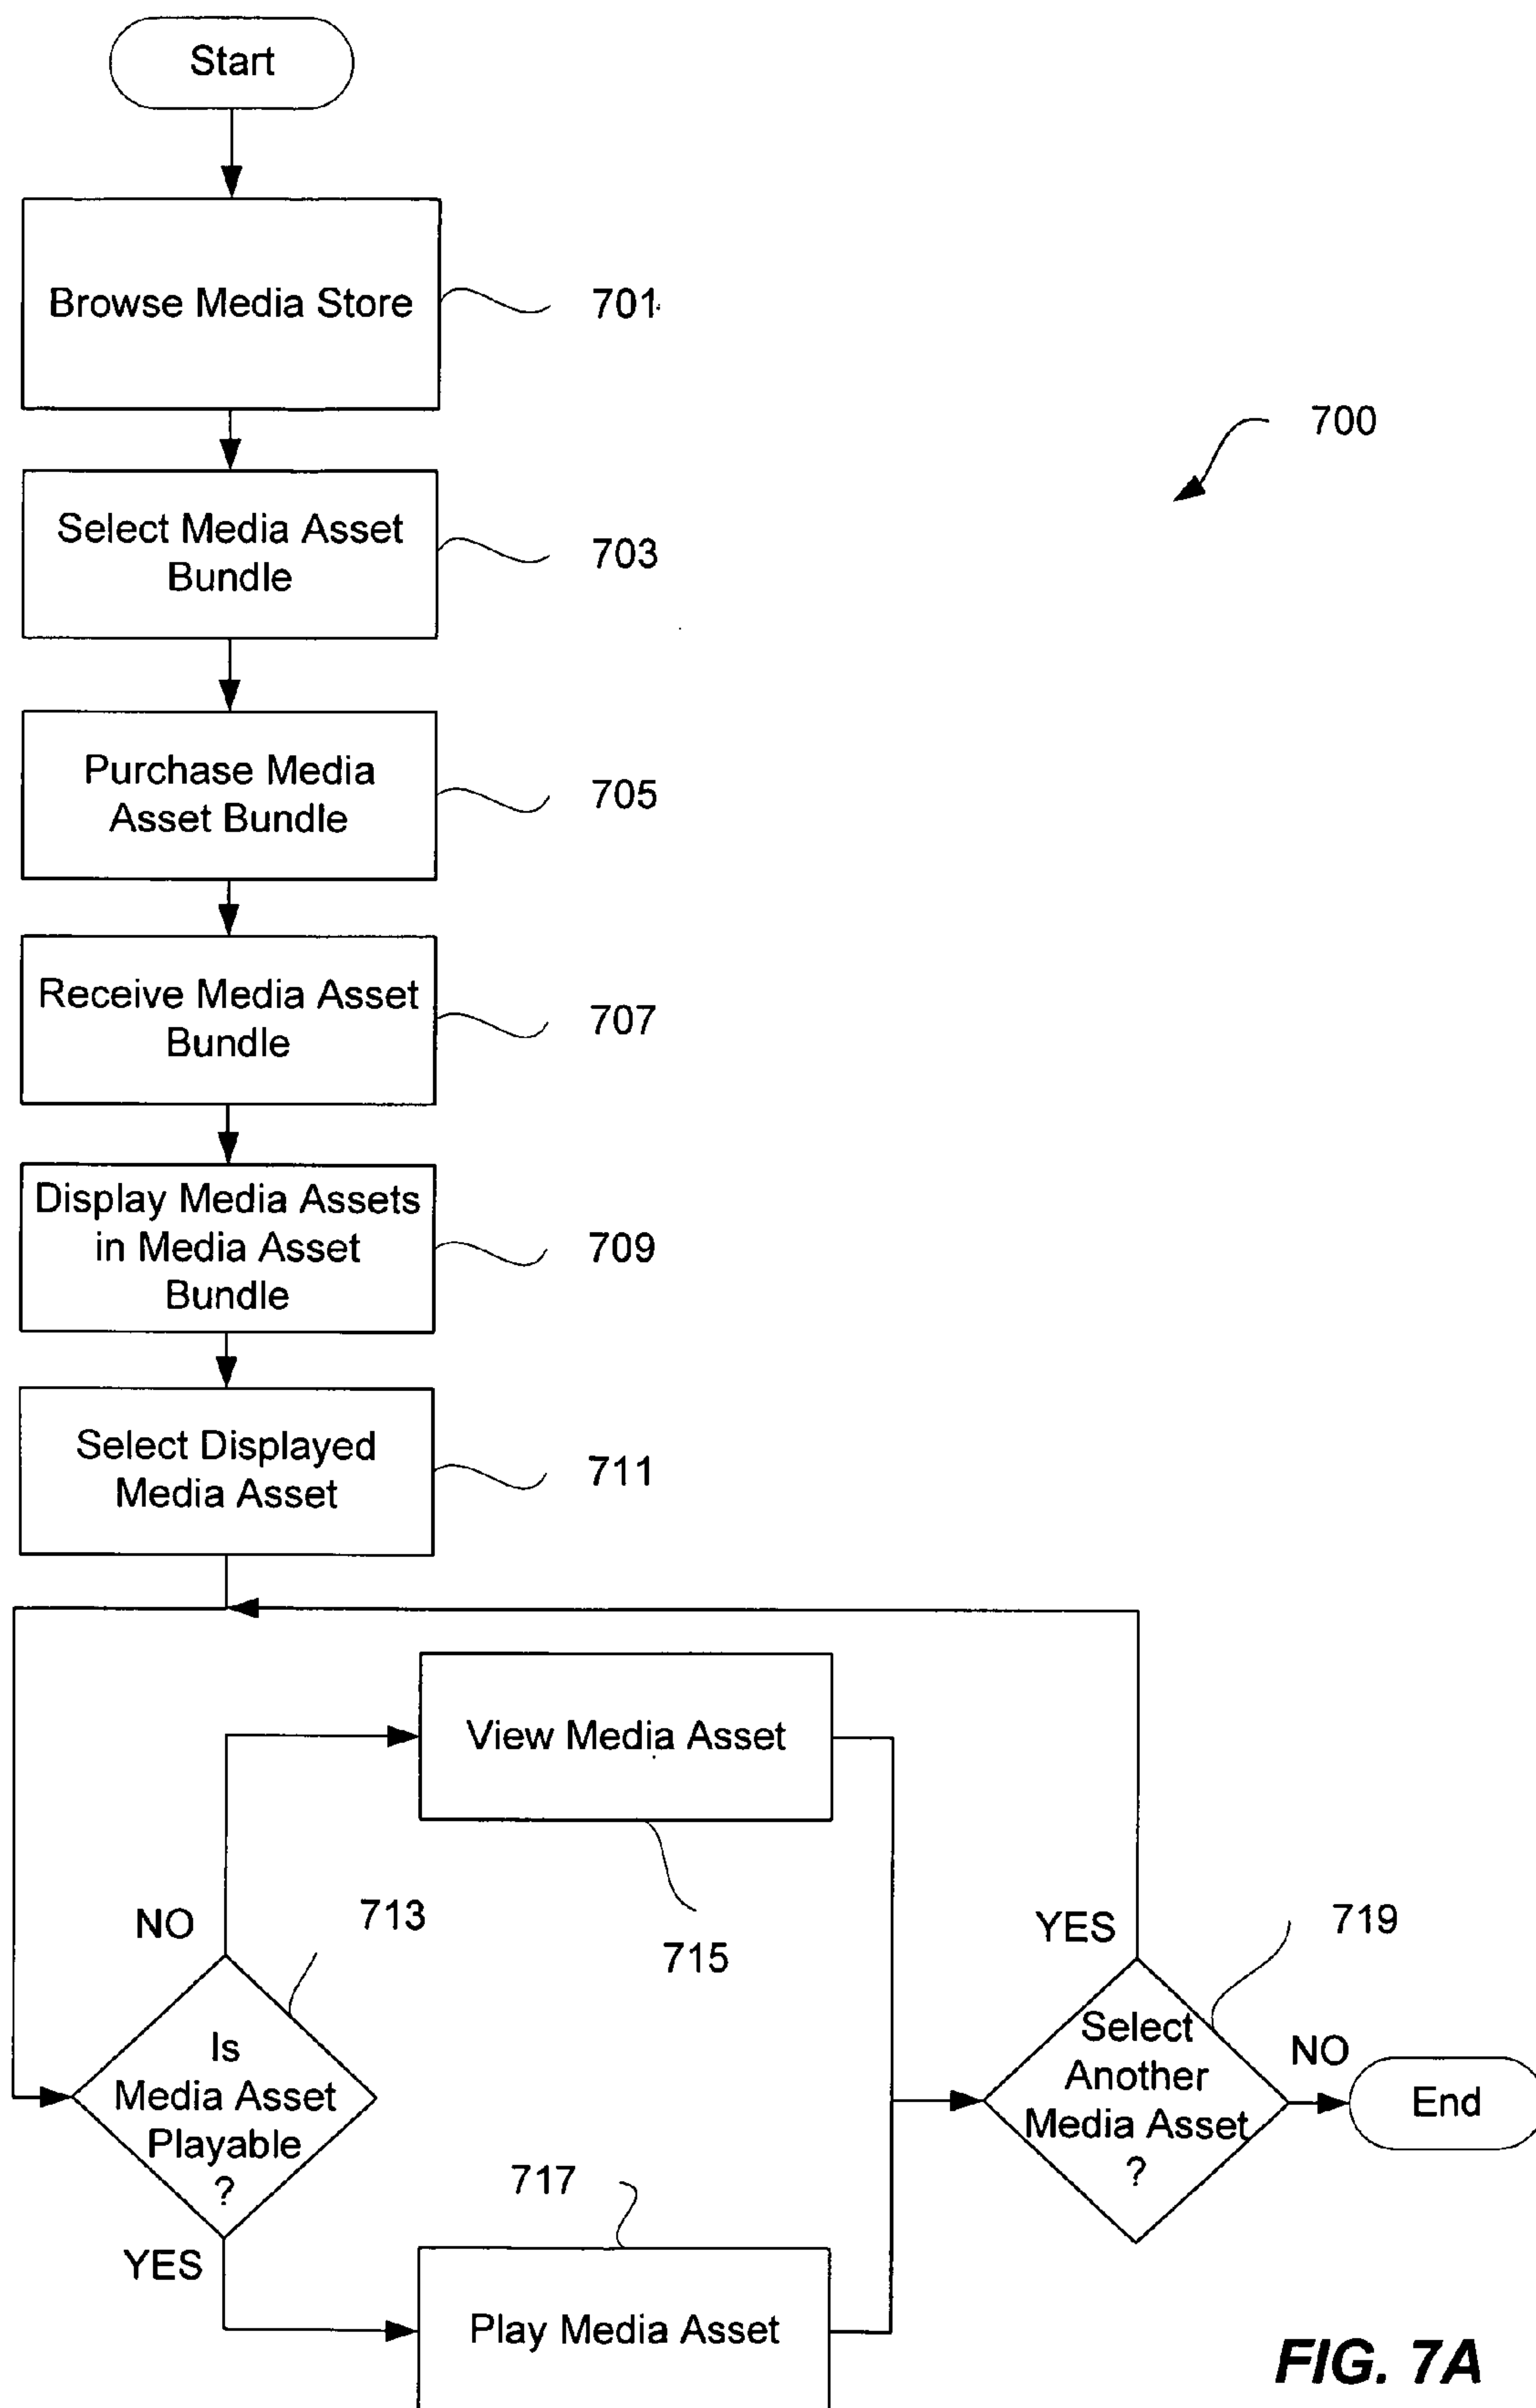 Start
Browse Media Store
701
700
Select Media Asset
Bundle
703
Purchase Media
Asset Bundle
705
Receive Media Asset
Bundle
707
Display Media Assets
in Media Asset
Bundle
709
Select Displayed
Media Asset
711
View Media Asset
715
NO
713
Is
Media Asset
Playable
?
YES
717
Play Media Asset
YES
719
Select
Another
Media Asset
?
NO
End
FIG. 7A